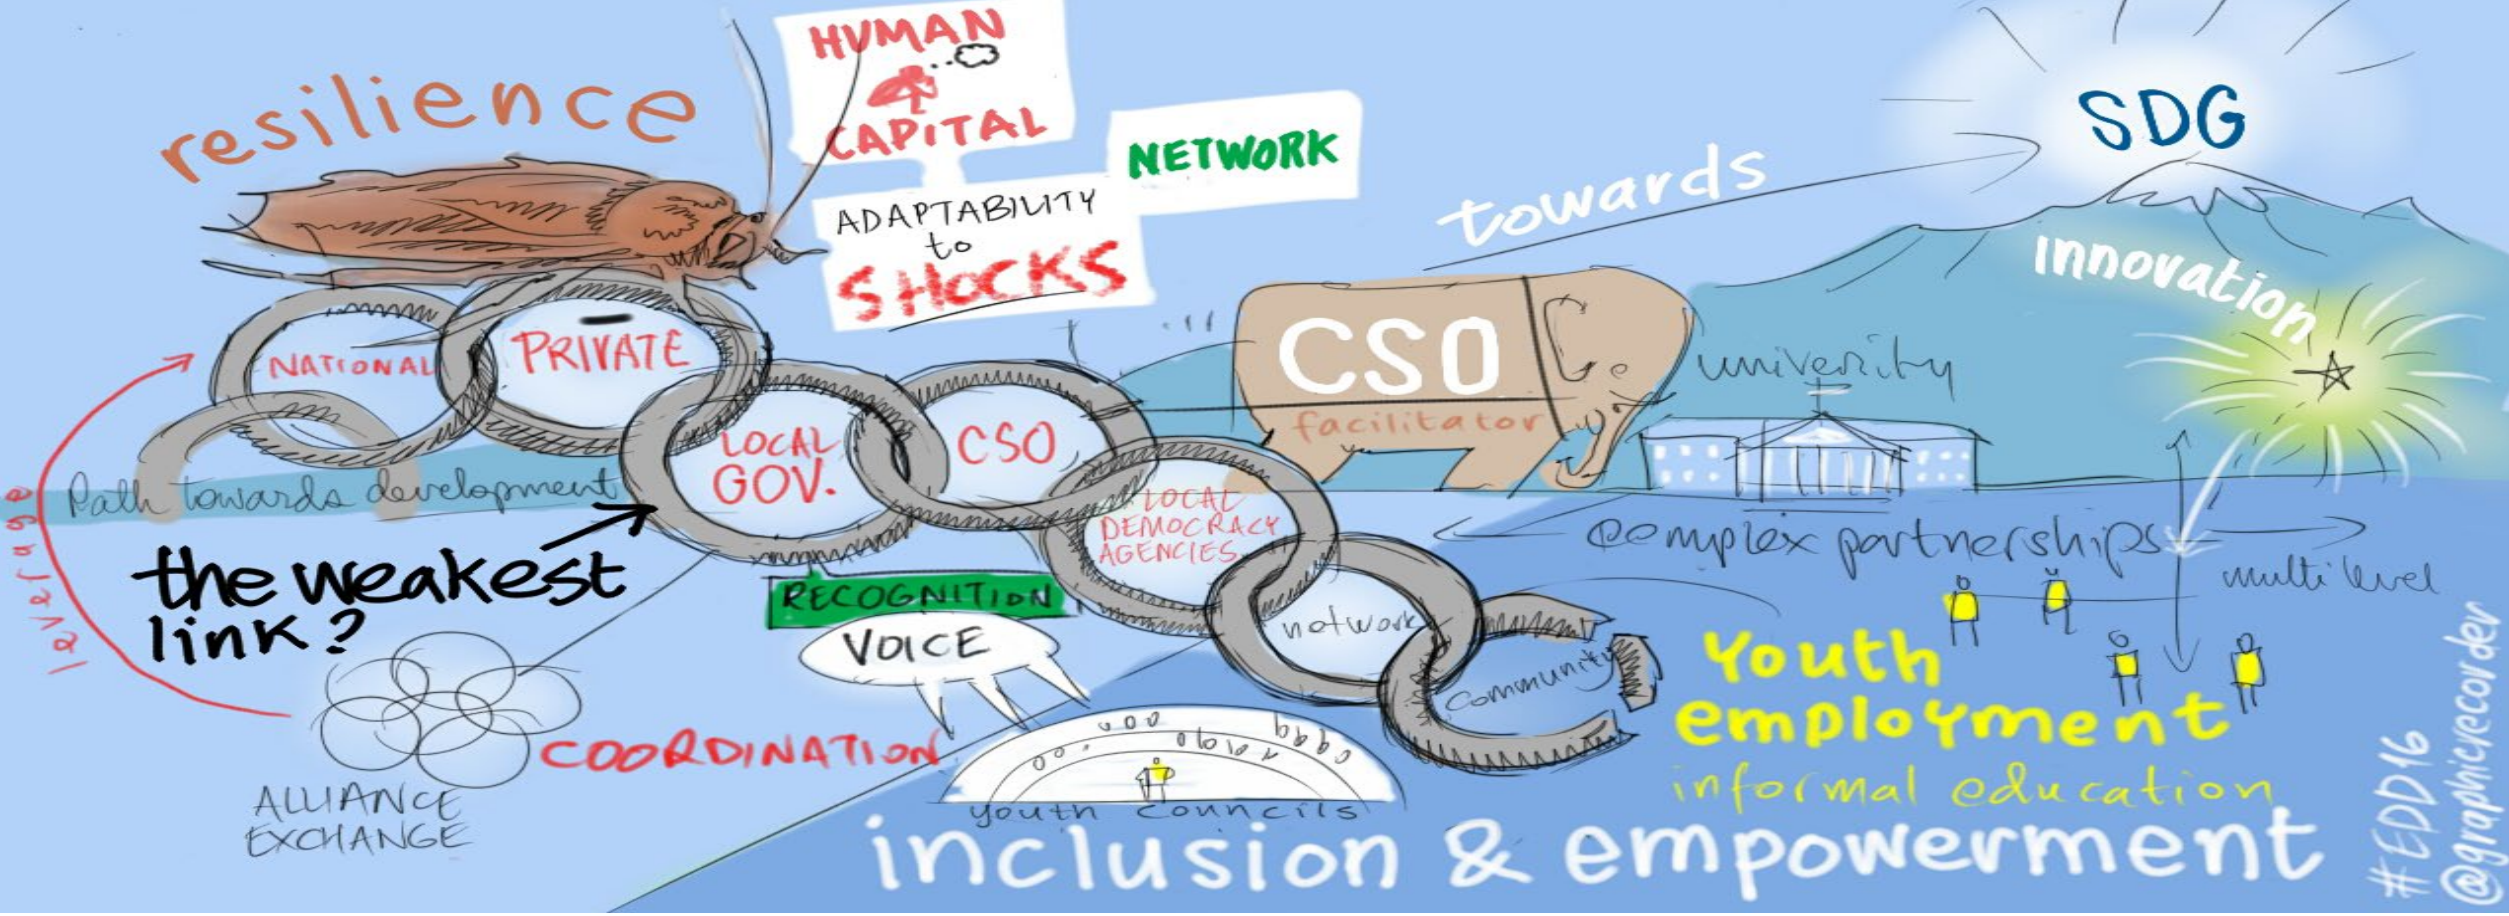 resilience
HUMAN
CAPITAL
NETWORK
ADAPTABILITY
to
SHOCKS
towards
SDG
innovation
NATIONAL
PRIVATE
LOCAL
GOV.
CSO
LOCAL
DEMOCRACY
AGENCIES
network
community
CSO
facilitator
univerity
Path towards development
leverage
the weakest
link?
RECOGNITION
VOICE
COORDINATION
ALLIANCE
EXCHANGE
youth councils
complex partnerships
multi level
Youth
employment
informal education
inclusion & empowerment
#EDD16
@graphicrecorder